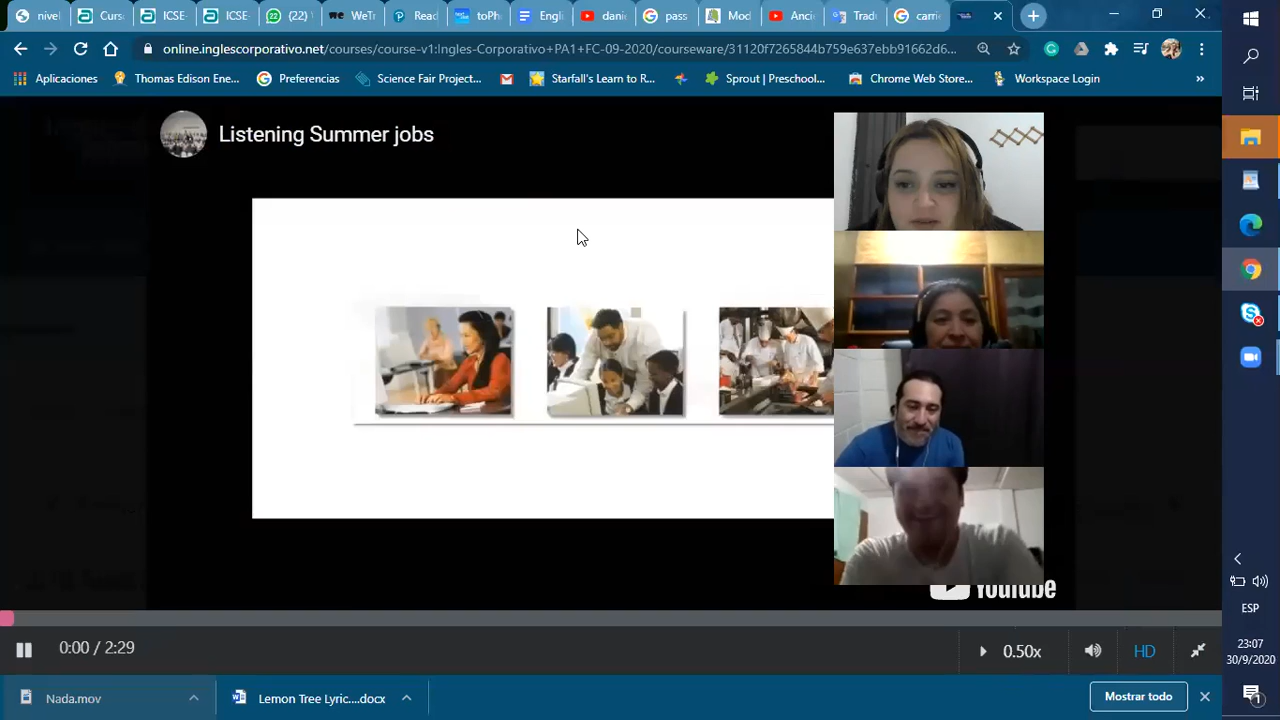 nivel
Curs
ICSE-
ICSE-
(22)
WeTr
Read
toPh
Engli
dani
pass
Mod
Anci
Trad
carrie
online.inglescorporativo.net/courses/course-v1:Ingles-Corporativo+PA1+FC-09-2020/courseware/31120f7265844b759e637ebb91662d6...
Aplicaciones
Thomas Edison Ene...
Preferencias
Science Fair Project...
Starfall's Learn to R...
Sprout | Preschool...
Chrome Web Store...
Workspace Login
»
Listening Summer jobs
YouTube
0:00 / 2:29
0.50x
HD
ESP
23:07
30/9/2020
1
Nada.mov
Lemon Tree Lyric....docx
Mostrar todo